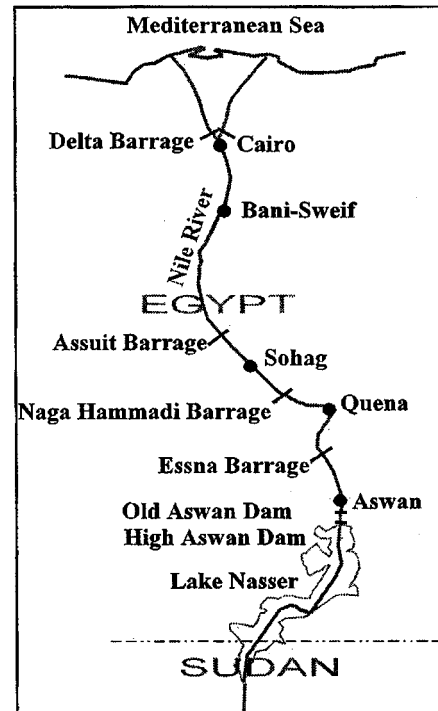 Mediterranean Sea
Delta Barrage
Cairo
Bani-Sweif
Nile River
EGYPT
Assuit Barrage
Sohag
Naga Hammadi Barrage
Quena
Essna Barrage
Aswan
Old Aswan Dam
High Aswan Dam
Lake Nasser
SUDAN